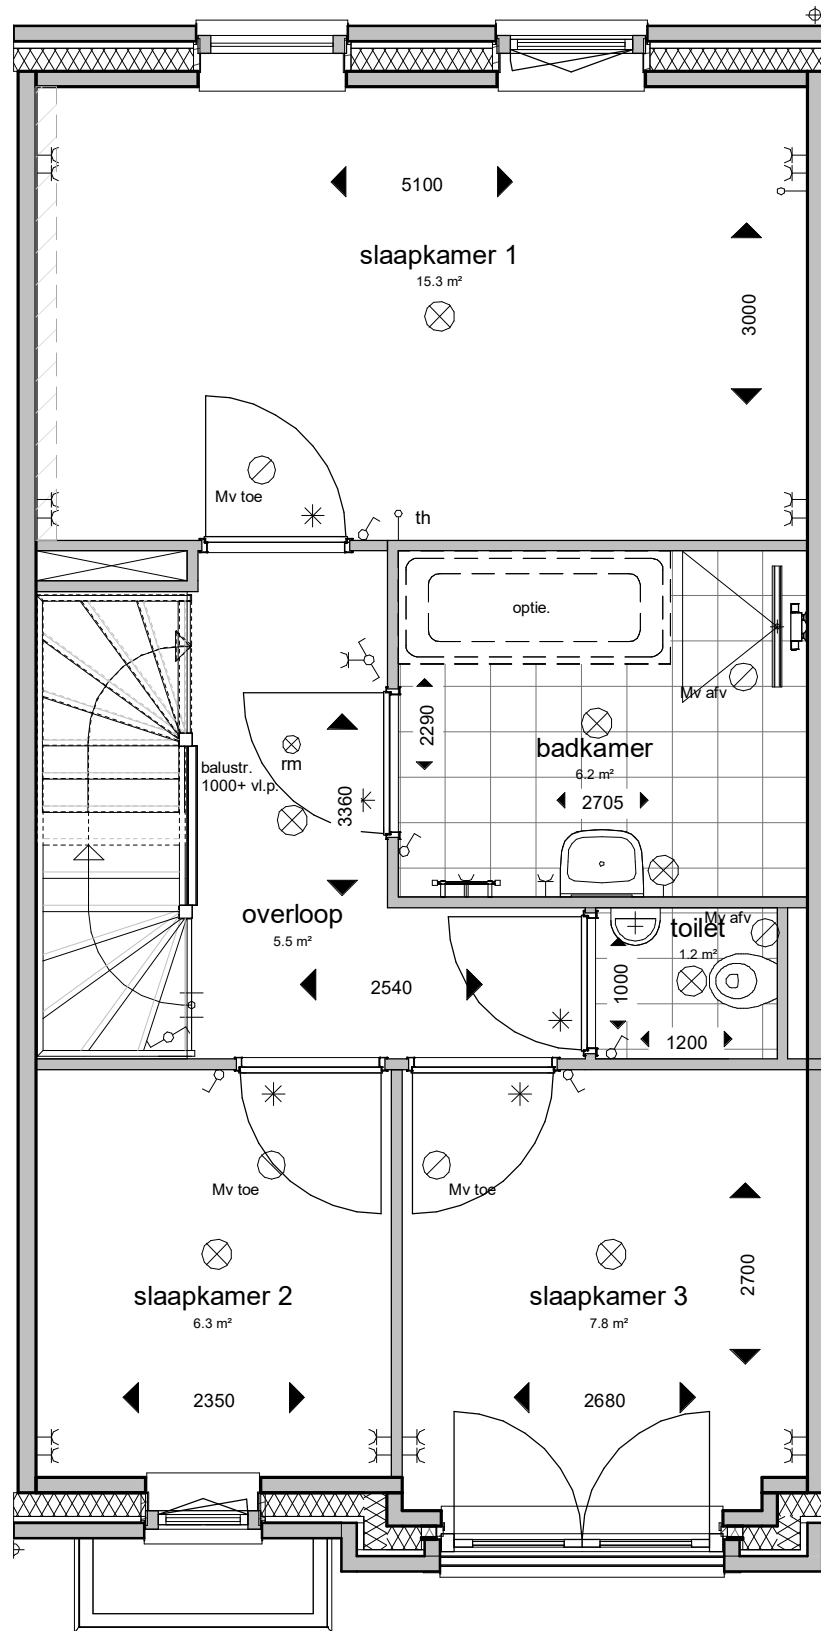 5100
slaapkamer 1
15.3 m²
3000
Mv toe
th
optie.
Mv afv
2290
badkamer
6.2 m²
2705
balustr.
1000+ vl.p.
rm
3360
overloop
5.5 m²
2540
toilet
Mv afv
1.2 m²
1000
1200
Mv toe
Mv toe
slaapkamer 2
6.3 m²
2350
slaapkamer 3
7.8 m²
2700
2680